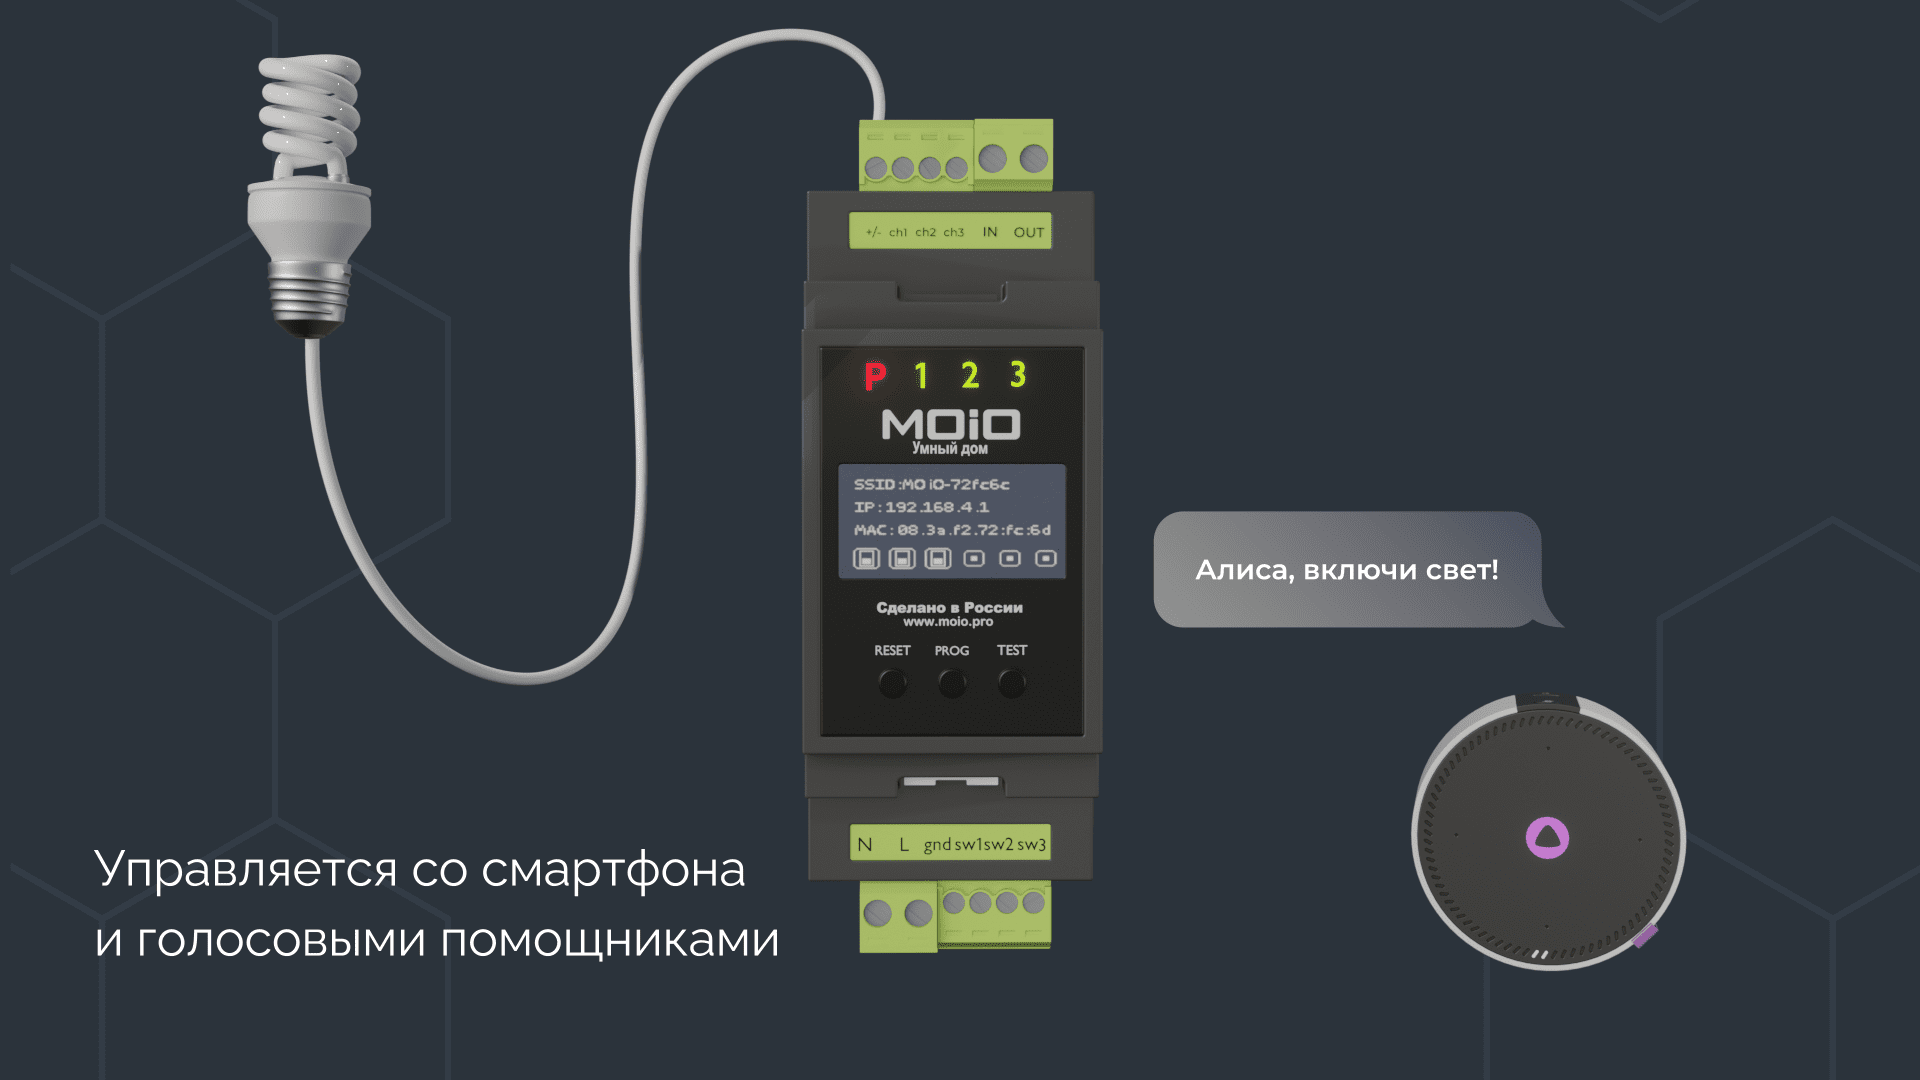 +/- ch1 ch2 ch3 IN OUT
P 1 2 3
MOiO
Умный дом
SSID:MOiO-72fc6c
IP:192.168.4.1
MAC:08.3a.f2.72:fc:6d
Сделано в России
www.moio.pro
RESET PROG TEST
N L gnd sw1 sw2 sw3
Алиса, включи свет!
Управляется со смартфона
и голосовыми помощниками